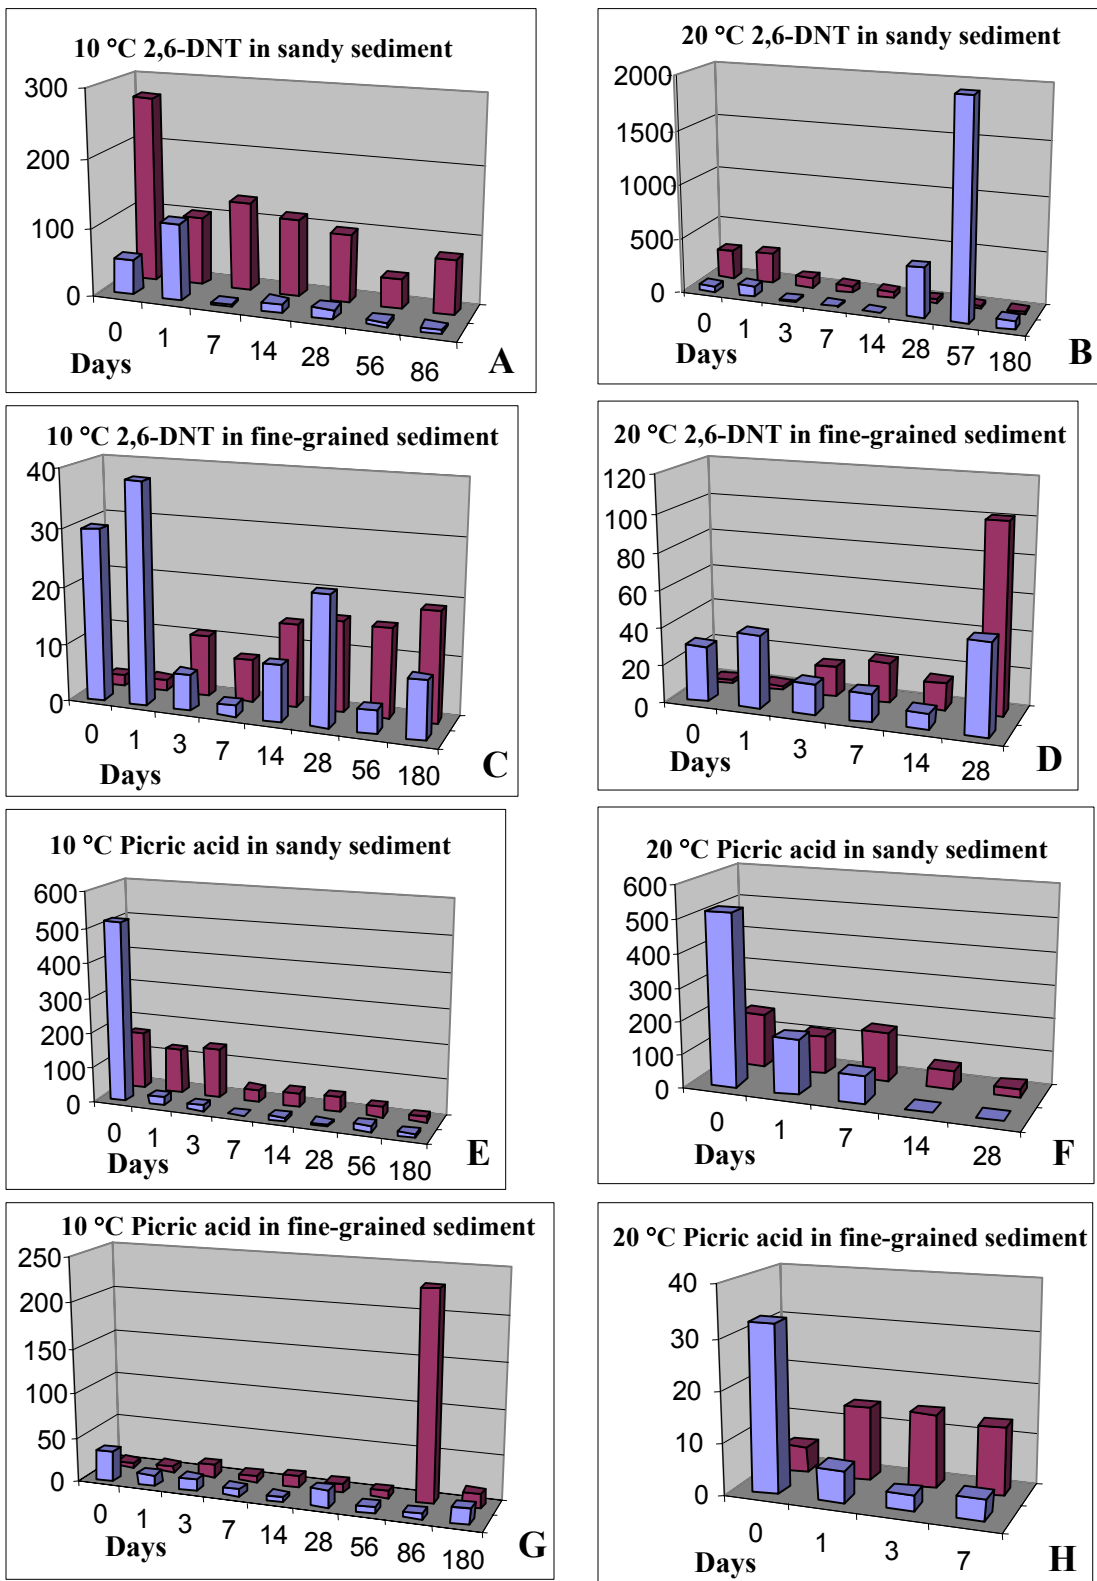 10 °C 2,6-DNT in sandy sediment
300
200
100
0
0 1 7 14 28 56 86
Days
A
20 °C 2,6-DNT in sandy sediment
2000
1500
1000
500
0
0 1 3 7 14 28 57 180
Days
B
10 °C 2,6-DNT in fine-grained sediment
40
30
20
10
0
0 1 3 7 14 28 56 180
Days
C
20 °C 2,6-DNT in fine-grained sediment
120
100
80
60
40
20
0
0 1 3 7 14 28
Days
D
10 °C Picric acid in sandy sediment
600
500
400
300
200
100
0
0 1 3 7 14 28 56 180
Days
E
20 °C Picric acid in sandy sediment
600
500
400
300
200
100
0
0 1 7 14 28
Days
F
10 °C Picric acid in fine-grained sediment
250
200
150
100
50
0
0 1 3 7 14 28 56 86 180
Days
G
20 °C Picric acid in fine-grained sediment
40
30
20
10
0
0 1 3 7
Days
H